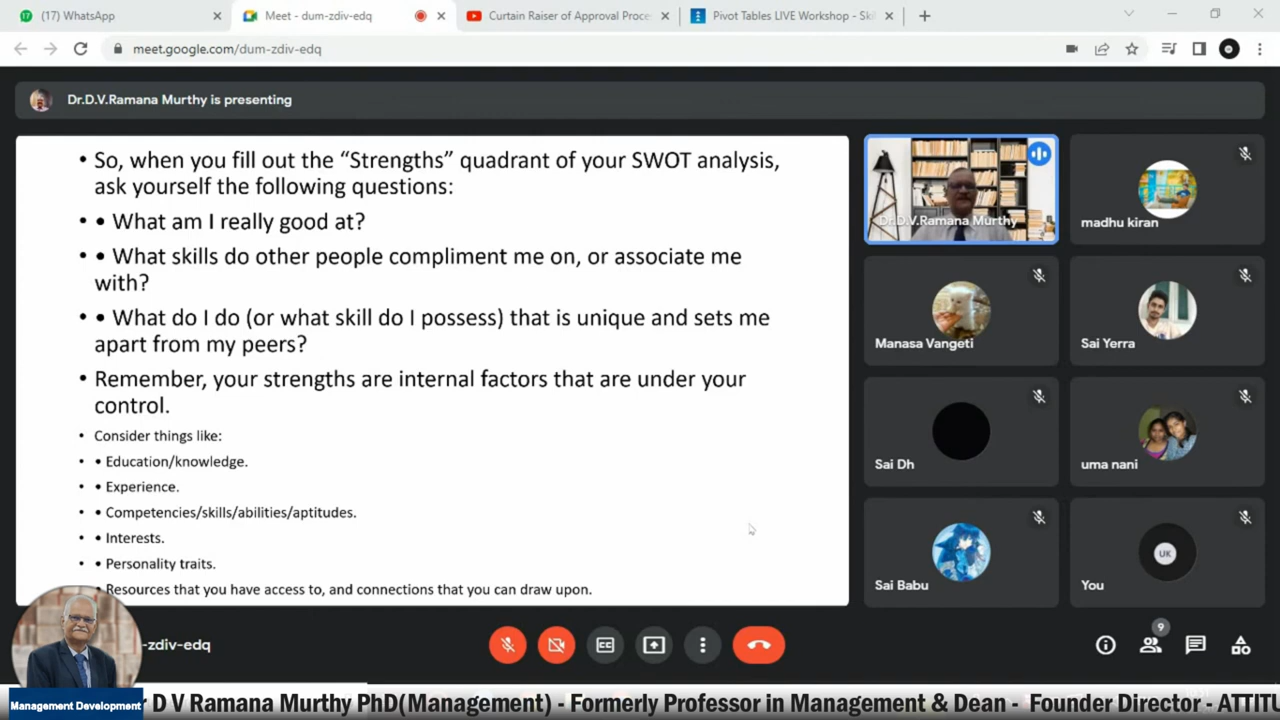 (17) WhatsApp
Meet - dum-zdiv-edq
Curtain Raiser of Approval Proce
Pivot Tables LIVE Workshop - Ski
meet.google.com/dum-zdiv-edq
Dr.D.V.Ramana Murthy is presenting
• So, when you fill out the “Strengths” quadrant of your SWOT analysis,
ask yourself the following questions:
• • What am I really good at?
• • What skills do other people compliment me on, or associate me
with?
• • What do I do (or what skill do I possess) that is unique and sets me
apart from my peers?
• Remember, your strengths are internal factors that are under your
control.
• Consider things like:
• • Education/knowledge.
• • Experience.
• • Competencies/skills/abilities/aptitudes.
• • Interests.
• • Personality traits.
Resources that you have access to, and connections that you can draw upon.
Dr.D.V.Ramana Murthy
madhu kiran
Manasa Vangeti
Sai Yerra
Sai Dh
uma nani
Sai Babu
UK
You
-zdiv-edq
9
Management Development
r D V Ramana Murthy PhD(Management) - Formerly Professor in Management & Dean - Founder Director - ATTITU